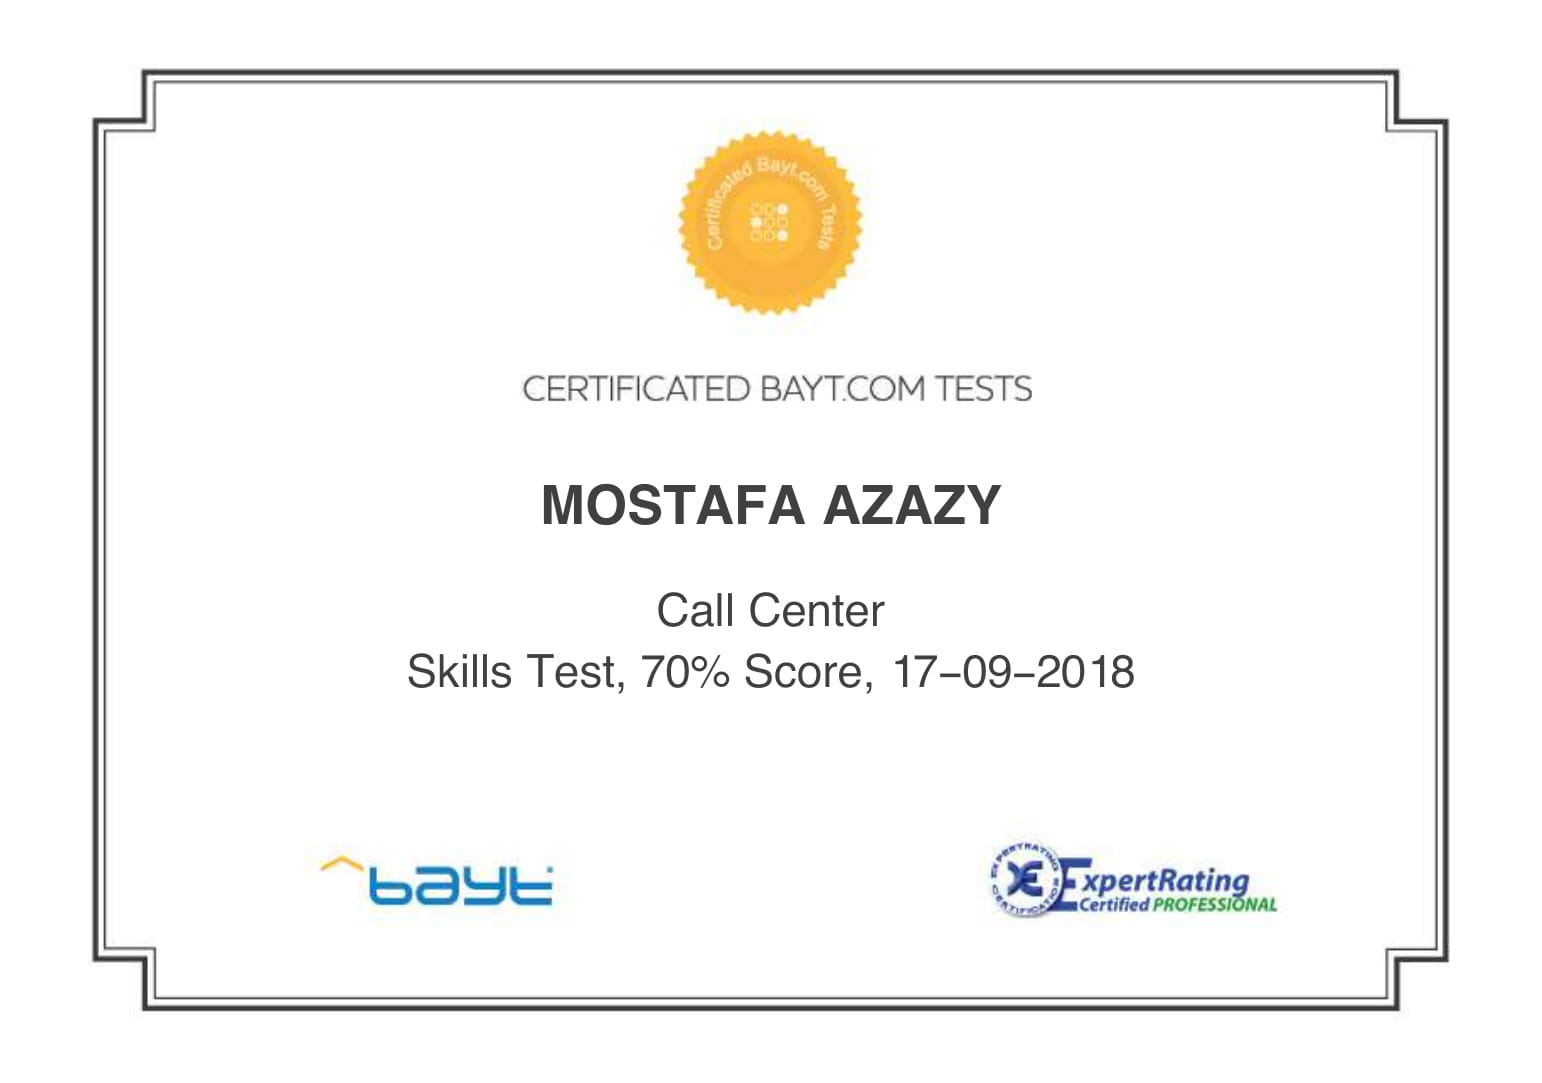 Certificated Bayt.com Tests
CERTIFICATED BAYT.COM TESTS
MOSTAFA AZAZY
Call Center
Skills Test, 70% Score, 17–09–2018
bayt
EXPERTRATING CERTIFICATION
ExpertRating
Certified PROFESSIONAL